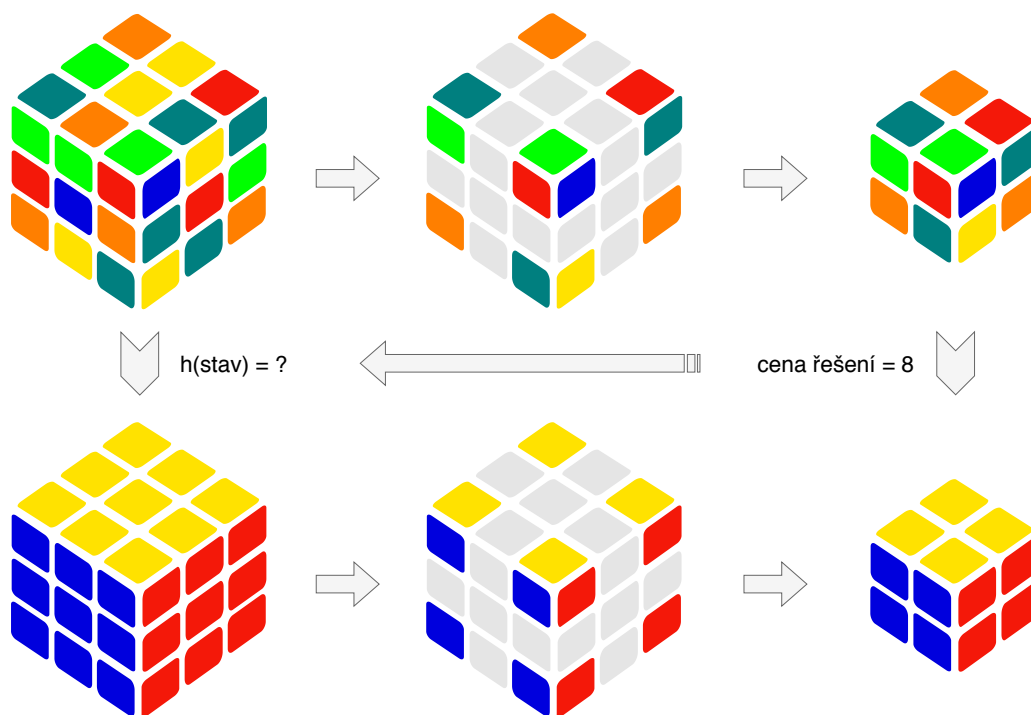 h(stav) = ?
cena řešení = 8